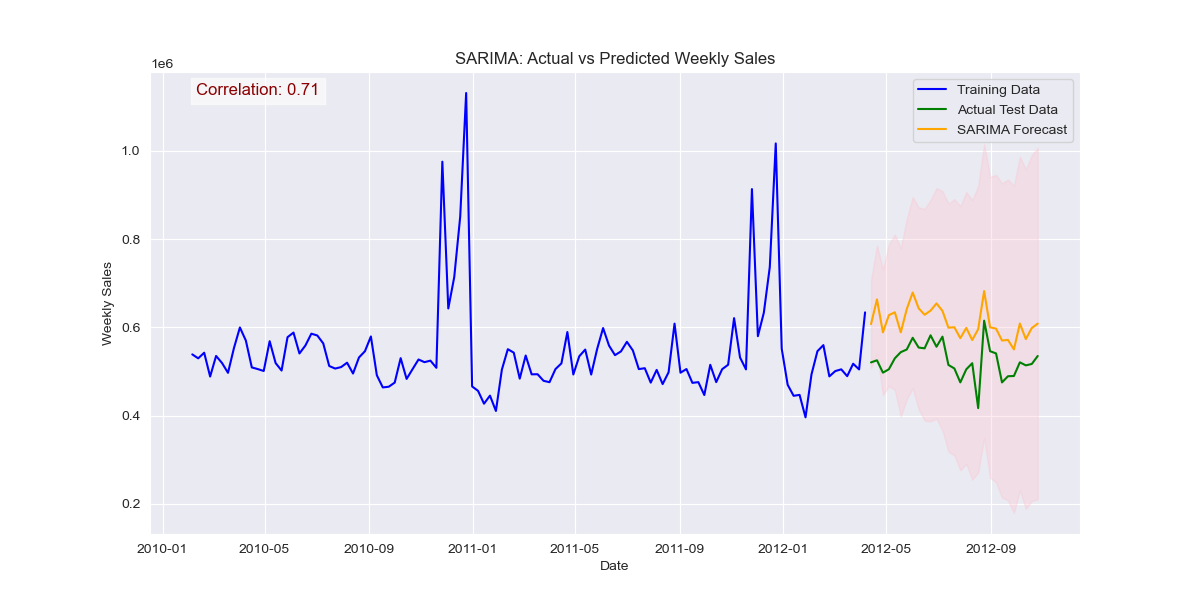 SARIMA: Actual vs Predicted Weekly Sales
1e6
Correlation: 0.71
Training Data
Actual Test Data
SARIMA Forecast
1.0
0.8
0.6
0.4
0.2
Weekly Sales
2010-01 2010-05 2010-09 2011-01 2011-05 2011-09 2012-01 2012-05 2012-09
Date